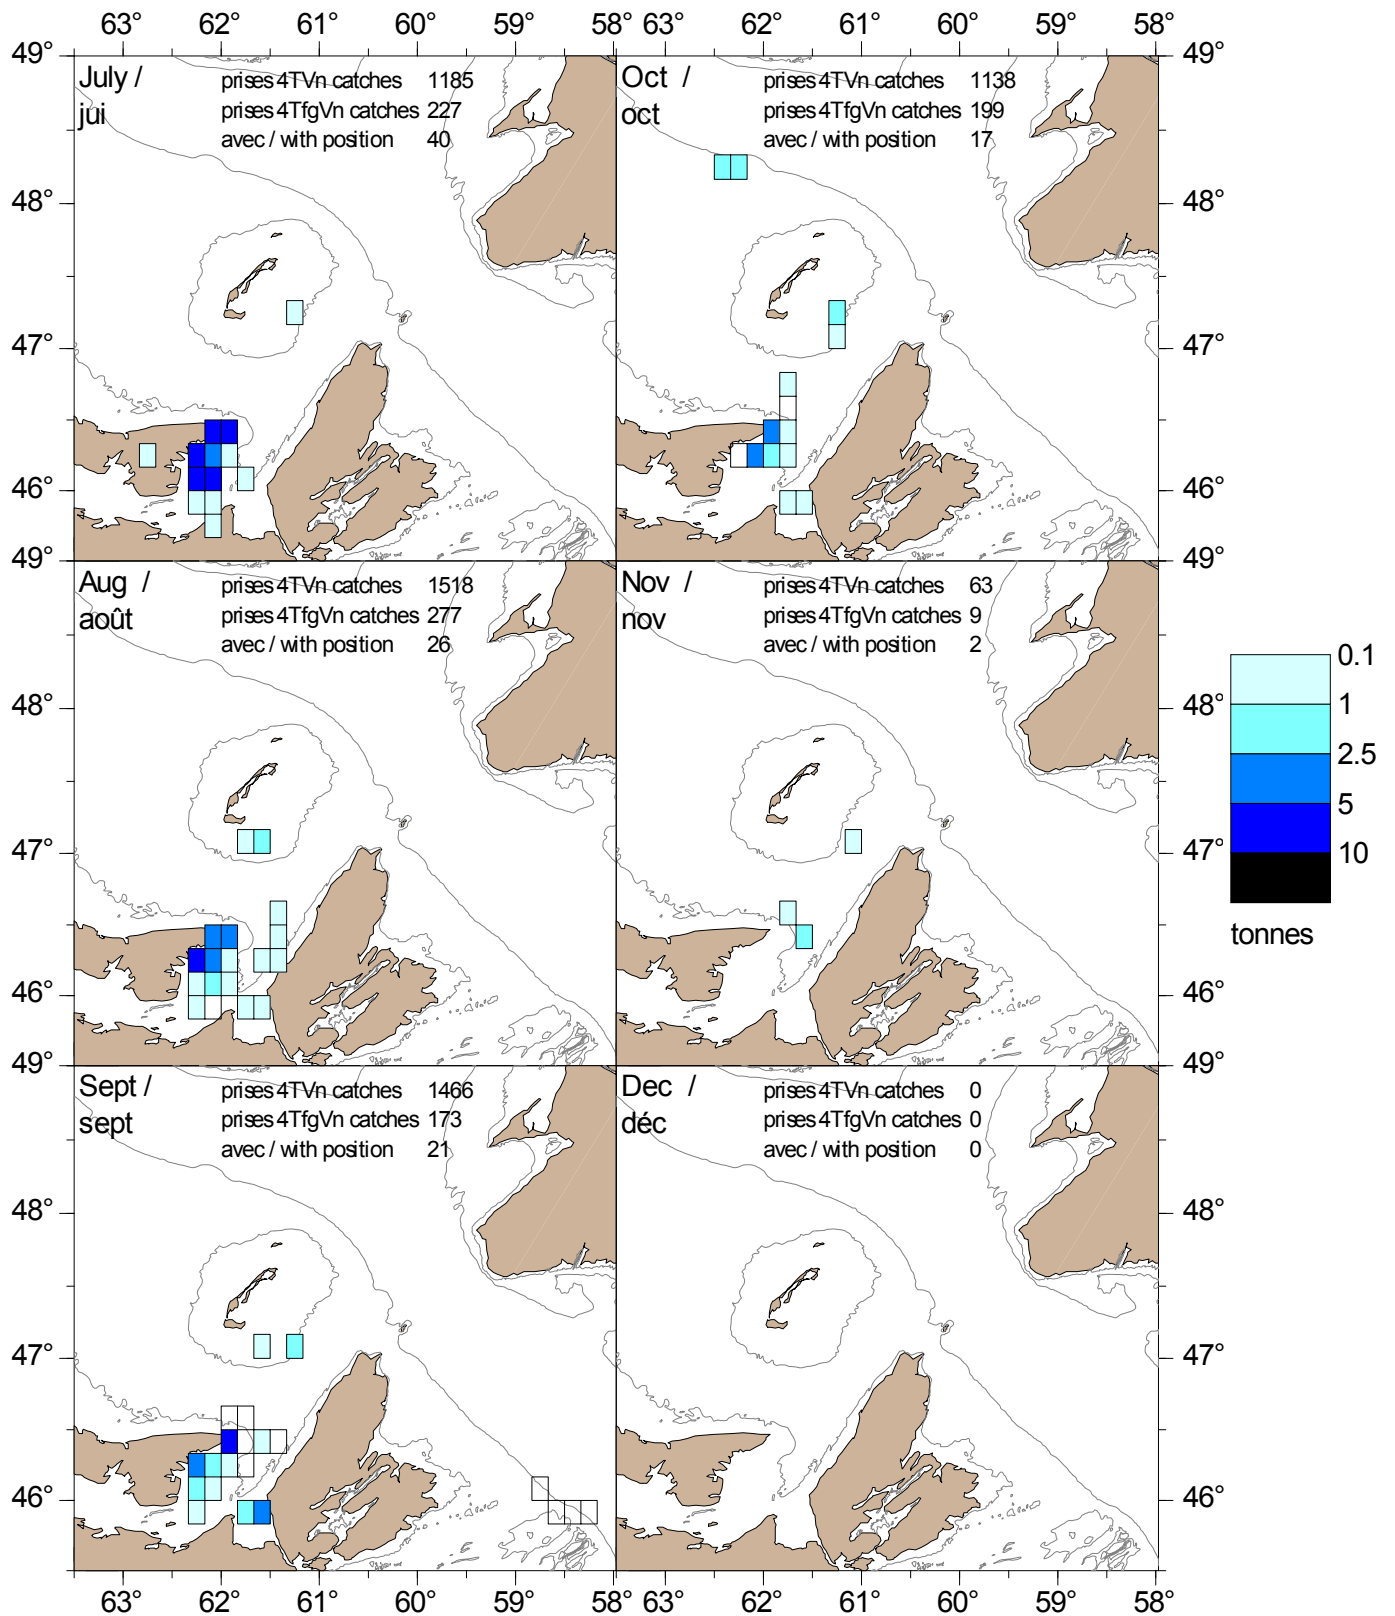 63° 62° 61° 60° 59° 63° 62° 61° 60° 59° 58°
49° 49°
July / prises 4TVn catches 1185
jui prises 4TfgVn catches 227
avec / with position 40
Oct / prises 4TVn catches 1138
oct prises 4TfgVn catches 199
avec / with position 17
48° 48°
47° 47°
46° 46°
49° 49°
Aug / prises 4TVn catches 1518
août prises 4TfgVn catches 277
avec / with position 26
Nov / prises 4TVn catches 63
nov prises 4TfgVn catches 9
avec / with position 2
48° 48°
47° 47°
46° 46°
49° 49°
Sept / prises 4TVn catches 1466
sept prises 4TfgVn catches 173
avec / with position 21
Dec / prises 4TVn catches 0
déc prises 4TfgVn catches 0
avec / with position 0
48° 48°
47° 47°
46° 46°
63° 62° 61° 60° 59° 63° 62° 61° 60° 59° 58°
0.1
1
2.5
5
10
tonnes